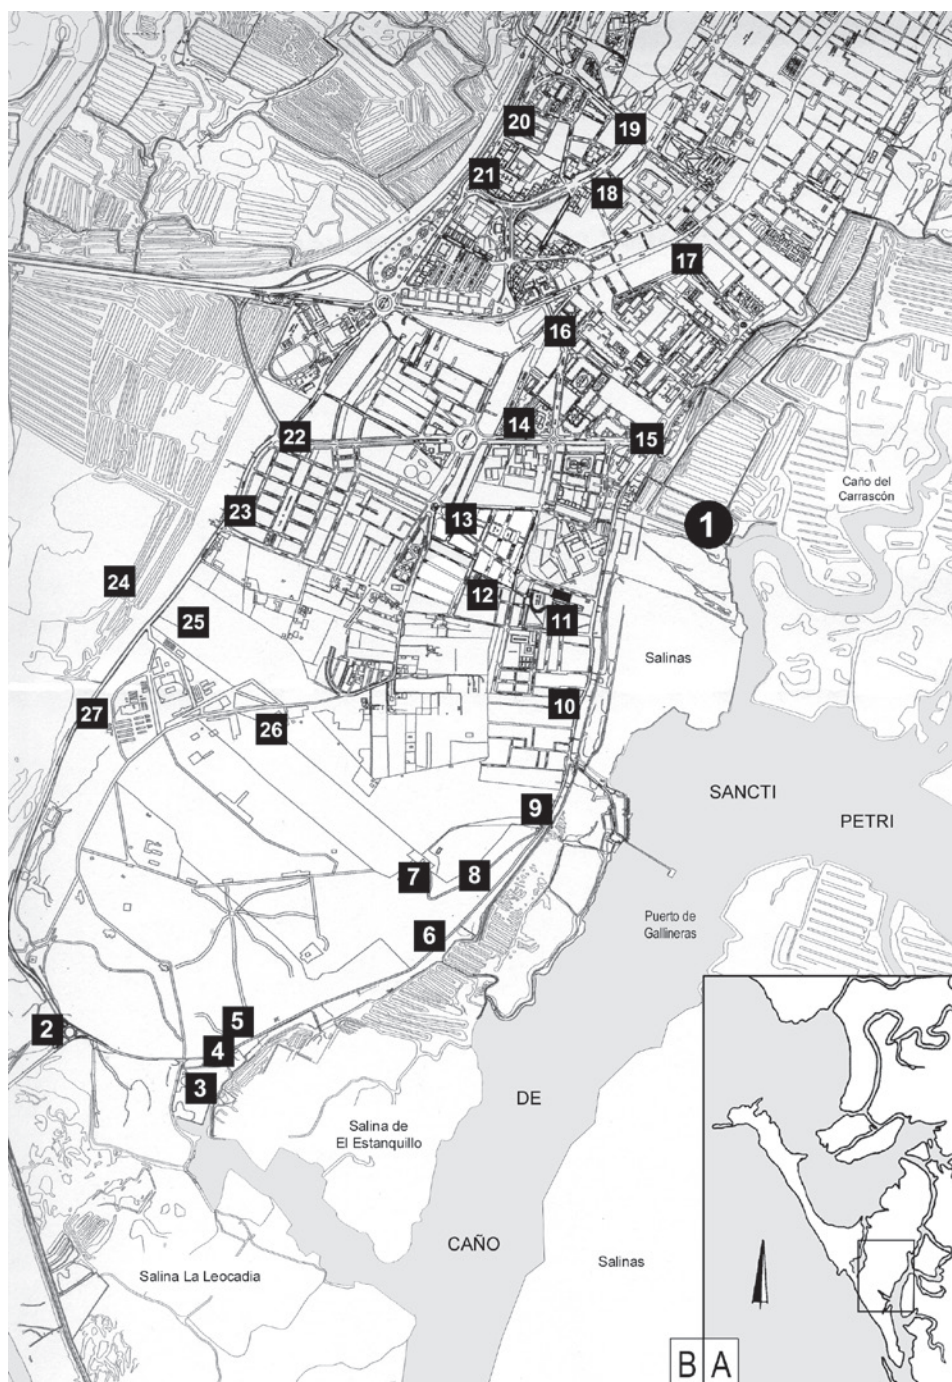 20
19
21
18
17
16
14
15
22
Caño del
Carrascón
23
13
1
24
12
11
25
Salinas
10
27
26
SANCTI
9
PETRI
7
8
6
Puerto de
Gallineras
5
2
4
3
DE
Salina de
El Estanquillo
CAÑO
Salinas
Salina La Leocadia
B A